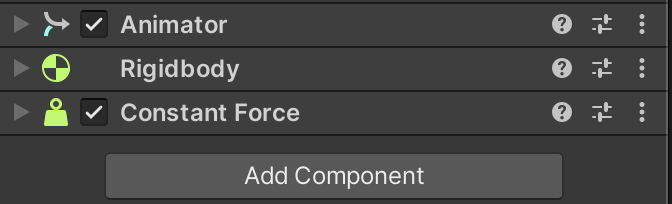 Animator
Rigidbody
Constant Force
Add Component